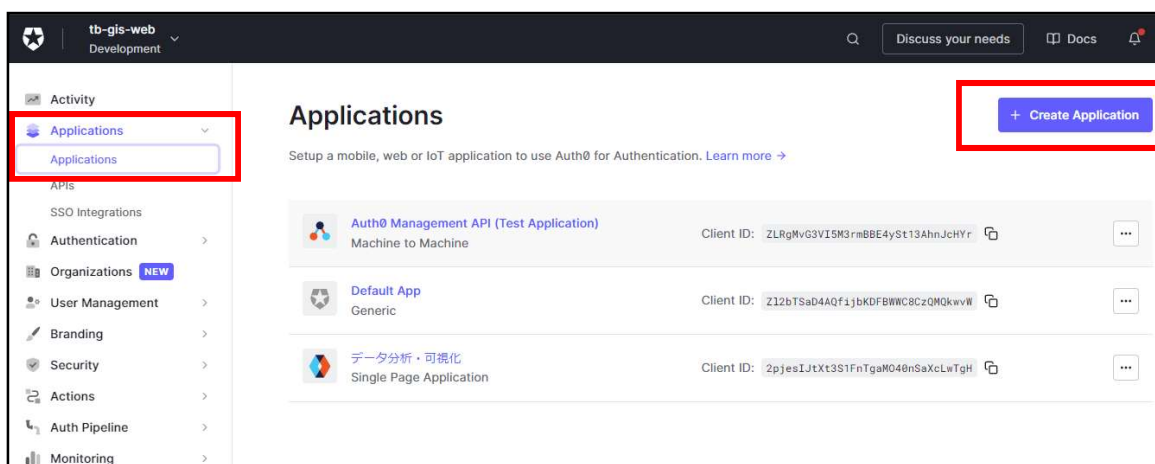 tb-gis-web
Development
Discuss your needs
Docs
Activity
Applications
Applications
APIs
SSO Integrations
Authentication
Organizations NEW
User Management
Branding
Security
Actions
Auth Pipeline
Monitoring
Applications
+ Create Application
Setup a mobile, web or IoT application to use Auth0 for Authentication. Learn more →
Auth0 Management API (Test Application)
Machine to Machine
Client ID: ZLRgMvG3VI5M3rmBBE4ySt13AhnJcHYr
Default App
Generic
Client ID: Zl2bTSaD4AQfijbKDFBWWC8CzQMQkwvW
データ分析・可視化
Single Page Application
Client ID: 2pjesIJtXt3S1FnTgaMO40nSaXcLwTgH